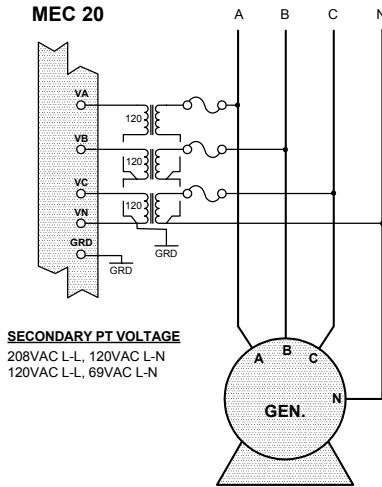 MEC 20
A B C N
VA
120
VB
120
VC
120
VN
GRD
GRD
GRD
SECONDARY PT VOLTAGE
208VAC L-L, 120VAC L-N
120VAC L-L, 69VAC L-N
A B C
N
GEN.